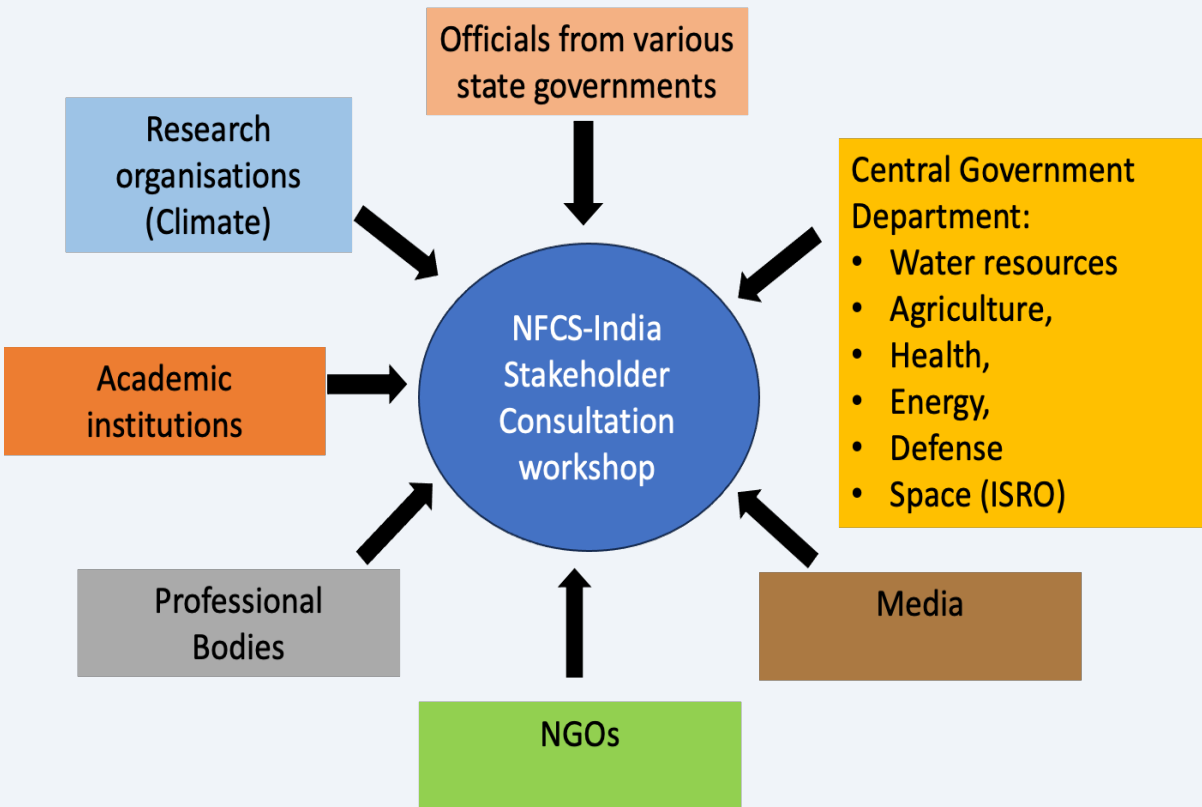 Officials from various
state governments
Research
organisations
(Climate)
Central Government
Department:
• Water resources
• Agriculture,
• Health,
• Energy,
• Defense
• Space (ISRO)
NFCS-India
Stakeholder
Consultation
workshop
Academic
institutions
Professional
Bodies
Media
NGOs